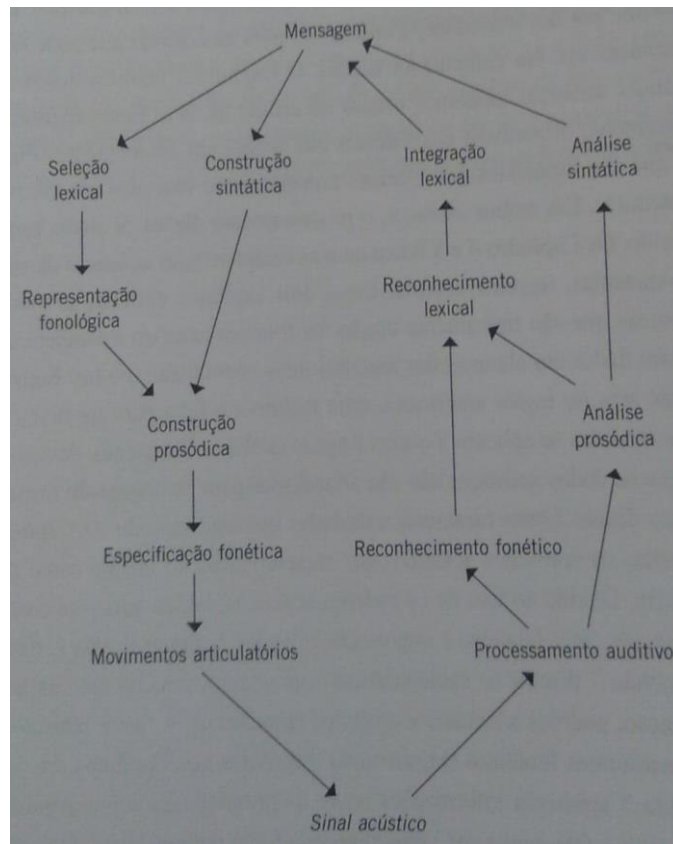 Mensagem
Seleção
lexical
Construção
sintática
Integração
lexical
Análise
sintática
Representação
fonológica
Reconhecimento
lexical
Construção
prosódica
Análise
prosódica
Especificação fonética
Reconhecimento fonético
Movimentos articulatórios
Processamento auditivo
Sinal acústico